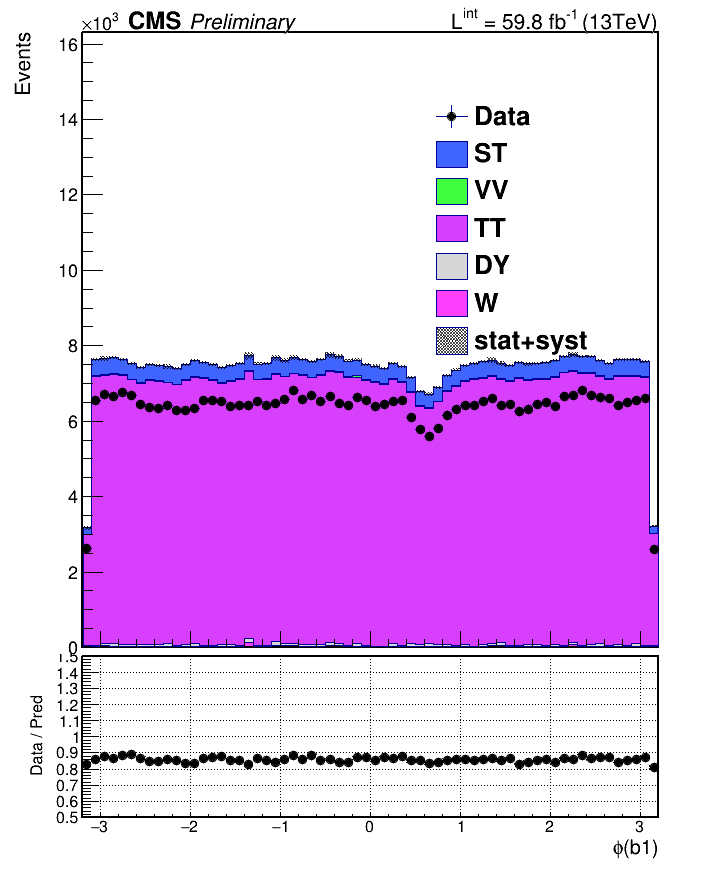 ×10³ CMS Preliminary L^int = 59.8 fb⁻¹ (13TeV)
Events
16
14
12
10
8
6
4
2
0
Data
ST
VV
TT
DY
W
stat+syst
Data / Pred
1.5
1.4
1.3
1.2
1.1
1
0.9
0.8
0.7
0.6
0.5
−3 −2 −1 0 1 2 3
ϕ(b1)